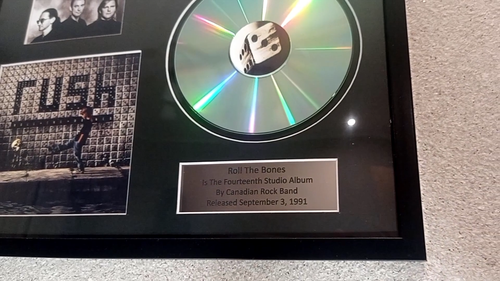 RUSH
Roll The Bones
Is The Fourteenth Studio Album
By Canadian Rock Band
Released September 3, 1991